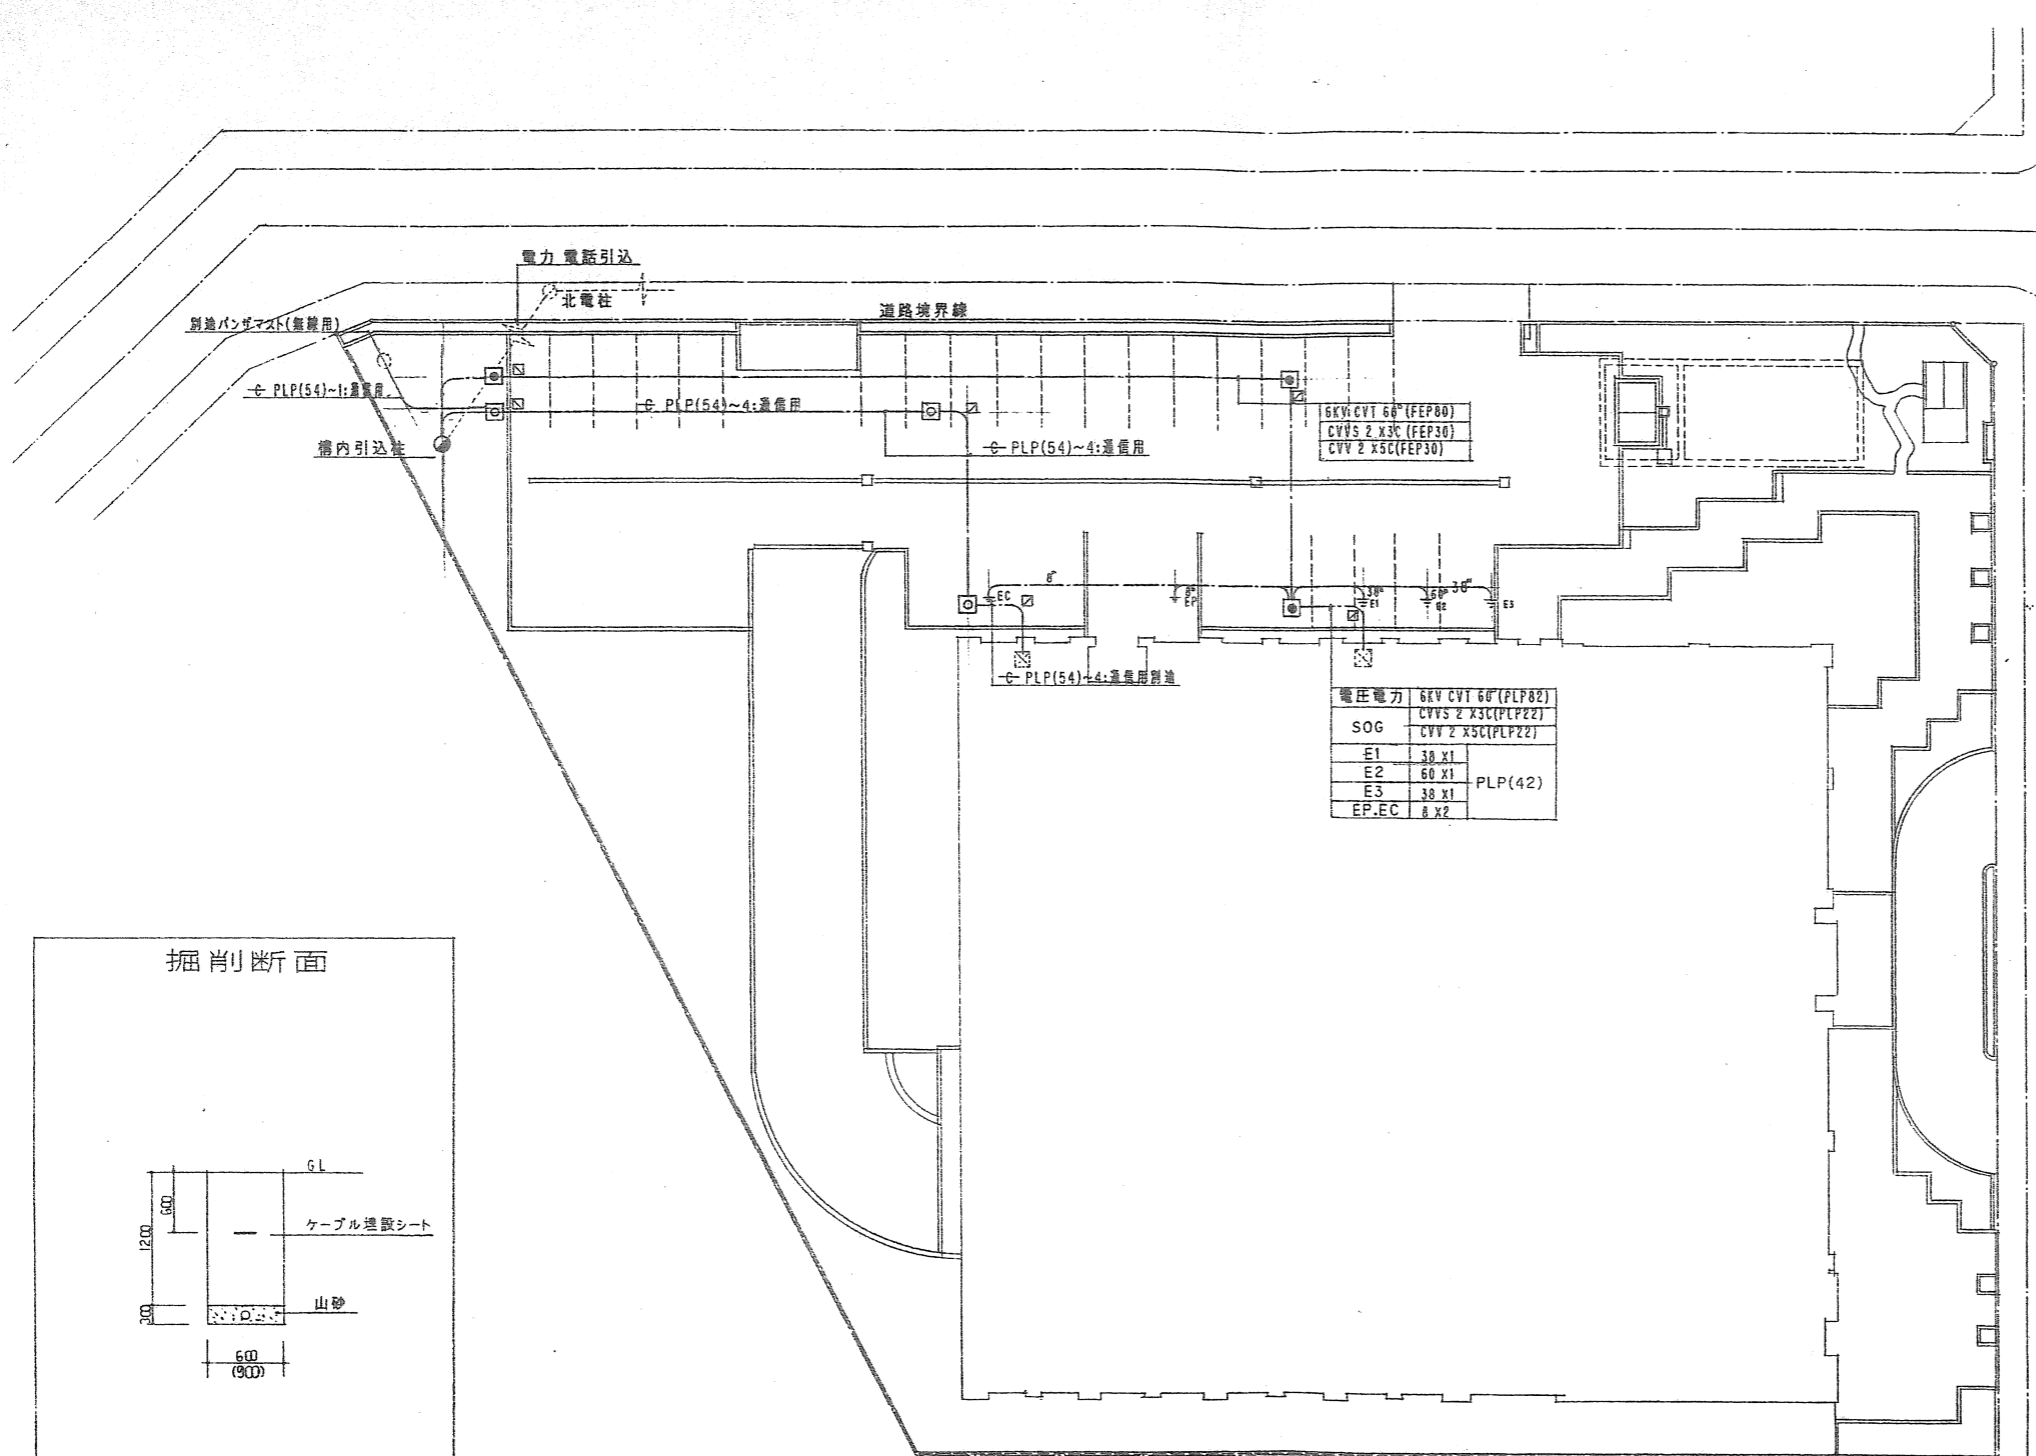 電力 電話引込
北電柱
道路境界線
別途パンザマスト(無線用)
C PLP(54)~1:通信用
C PLP(54)~4:通信用
構内引込柱
C PLP(54)~4:通信用
6KV CVT 60°(FEP80)
CVVS 2 X3C (FEP30)
CVV 2 X5C(FEP30)
8°
EC
8°
EP
38°
E1
60°
E2
38°
E3
C PLP(54)~4:通信用別途
電圧電力 6KV CVT 60°(PLP82)
SOG CVVS 2 X3C(PLP22)
CVV 2 X5C(PLP22)
E1 38 X1
E2 60 X1
E3 38 X1
PLP(42)
EP.EC 8 X2
掘削断面
GL
600
1200
ケーブル埋設シート
山砂
300
600
(900)